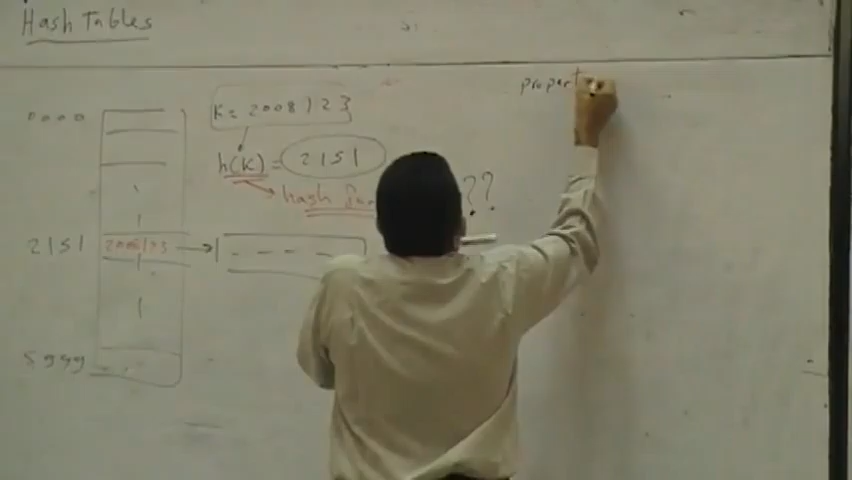 Hash Tables
0000
K = 2008123
h(K) = 2151
hash
??
2151 2008123
5999
propert